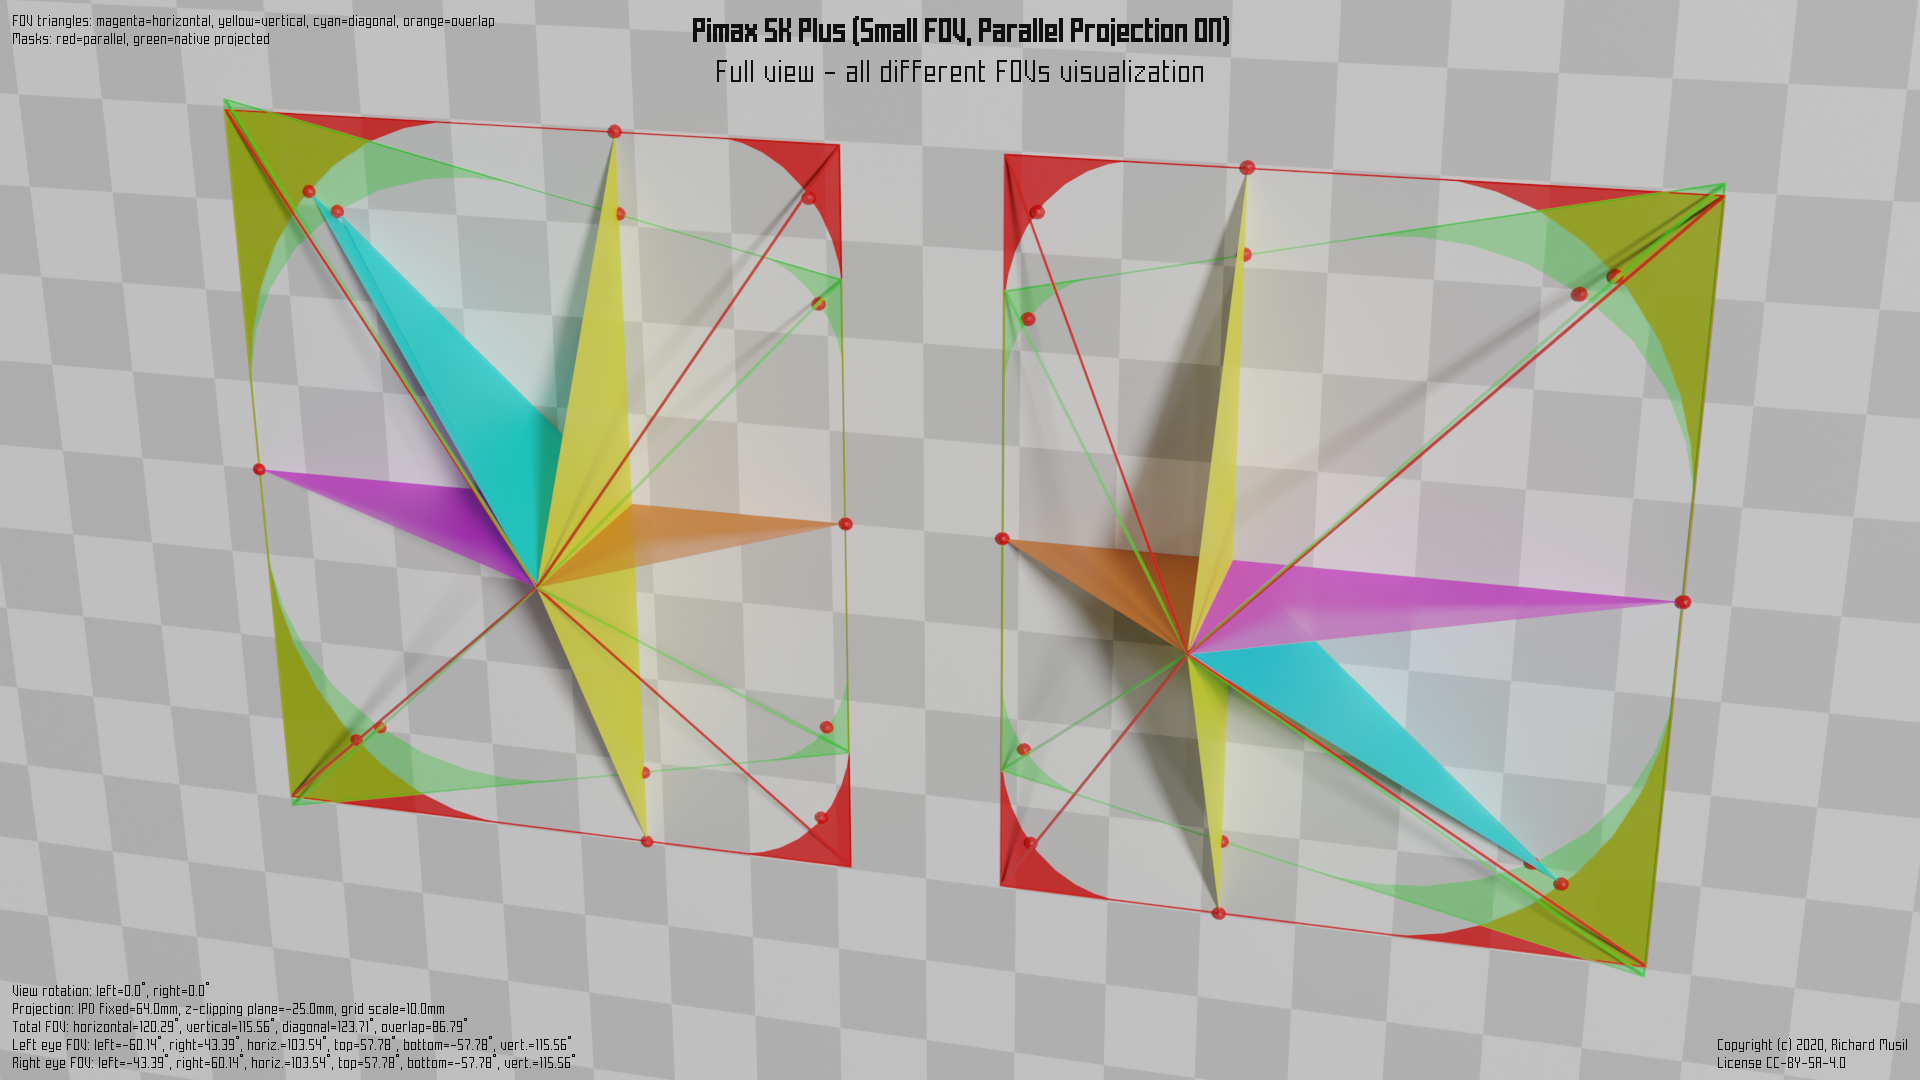 FOV triangles: magenta=horizontal, yellow=vertical, cyan=diagonal, orange=overlap
Masks: red=parallel, green=native projected
Pimax 5K Plus (Small FOV, Parallel Projection ON)
Full view - all different FOVs visualization
View rotation: left=0.0°, right=0.0°
Projection: IPD fixed=64.0mm, z-clipping plane=-25.0mm, grid scale=10.0mm
Total FOV: horizontal=120.29°, vertical=115.56°, diagonal=123.71°, overlap=86.79°
Left eye FOV: left=-60.14°, right=43.39°, horiz.=103.54°, top=57.78°, bottom=-57.78°, vert.=115.56°
Right eye FOV: left=-43.39°, right=60.14°, horiz.=103.54°, top=57.78°, bottom=-57.78°, vert.=115.56°
Copyright (c) 2020, Richard Musil
License CC-BY-SA-4.0